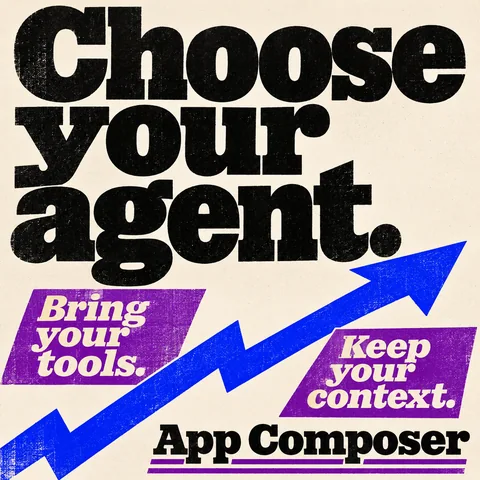 Choose
your
agent.
Bring
your
tools.
Keep
your
context.
App Composer